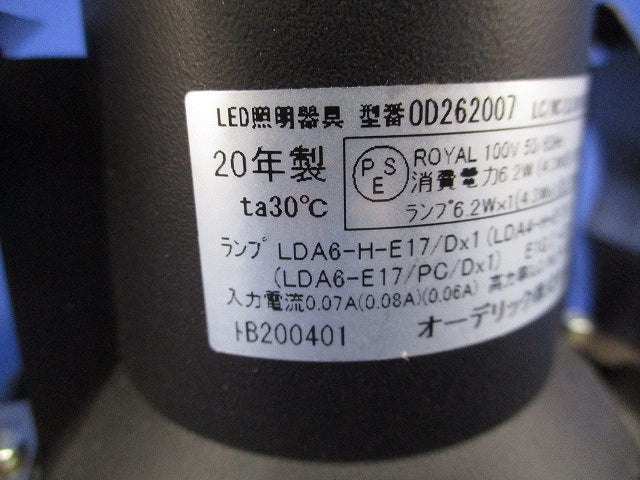 LED照明器具 型番OD262007
20年製
ta30℃
PSE
ROYAL 100V 50/60Hz
消費電力6.2W
ランプ6.2W×1
ランプ LDA6-H-E17/D×1
(LDA6-E17/PC/D×1)
入力電流0.07A(0.08A)(0.06A)
トB200401
オーデリック